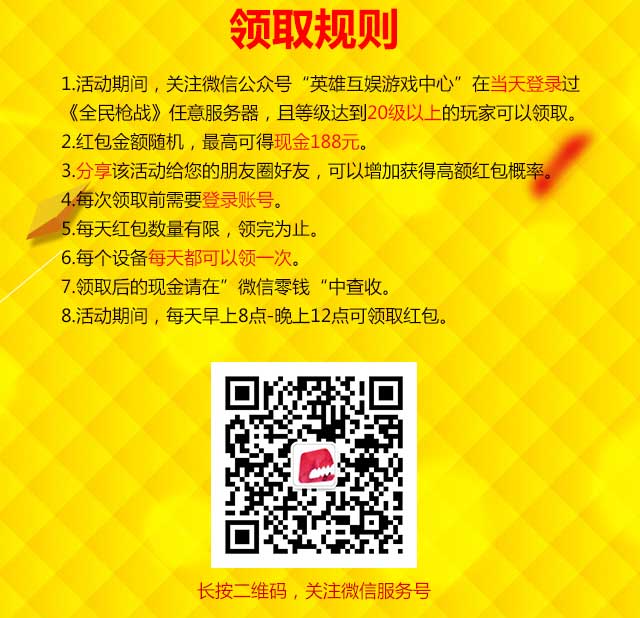 领取规则
1.活动期间，关注微信公众号“英雄互娱游戏中心”在当天登录过
《全民枪战》任意服务器，且等级达到20级以上的玩家可以领取。
2.红包金额随机，最高可得现金188元。
3.分享该活动给您的朋友圈好友，可以增加获得高额红包概率。
4.每次领取前需要登录账号。
5.每天红包数量有限，领完为止。
6.每个设备每天都可以领一次。
7.领取后的现金请在”微信零钱“中查收。
8.活动期间，每天早上8点-晚上12点可领取红包。
长按二维码，关注微信服务号